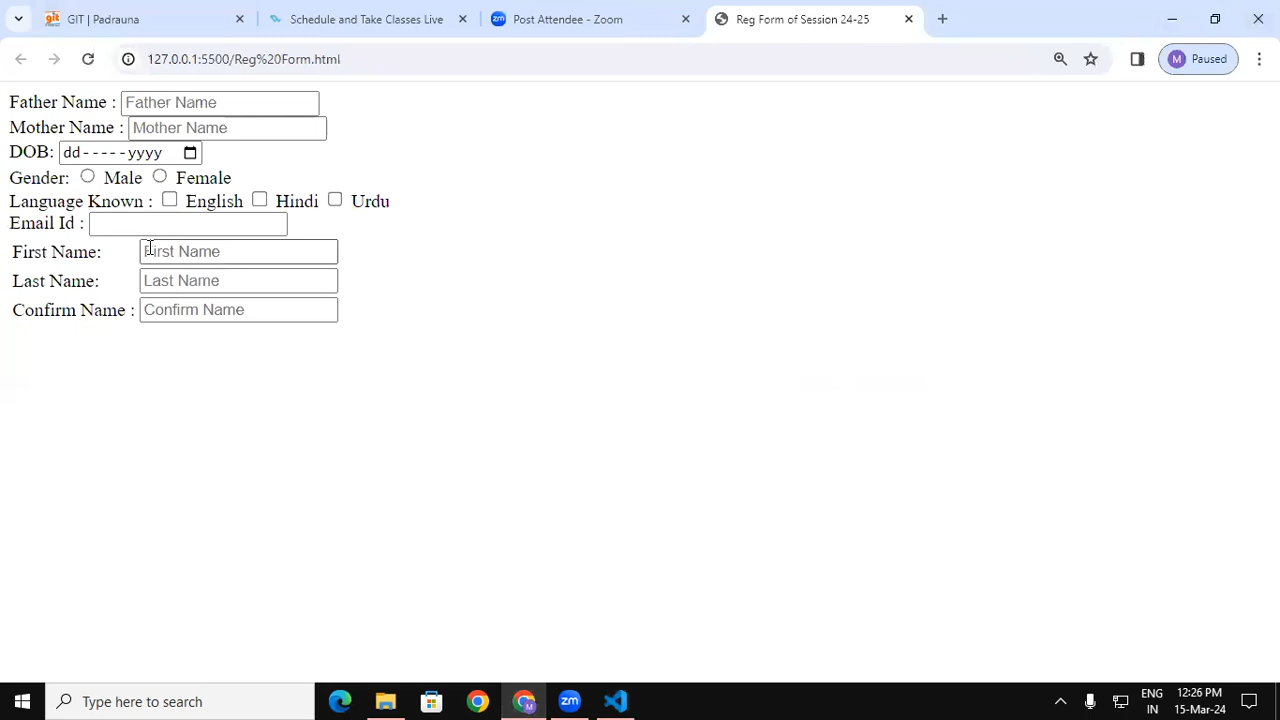 GIT | Padrauna
Schedule and Take Classes Live
zm Post Attendee - Zoom
Reg Form of Session 24-25
127.0.0.1:5500/Reg%20Form.html
M Paused
Father Name : Father Name
Mother Name : Mother Name
DOB: dd-----yyyy
Gender: Male Female
Language Known : English Hindi Urdu
Email Id :
First Name: First Name
Last Name: Last Name
Confirm Name : Confirm Name
Type here to search
zm
ENG
IN
12:26 PM
15-Mar-24